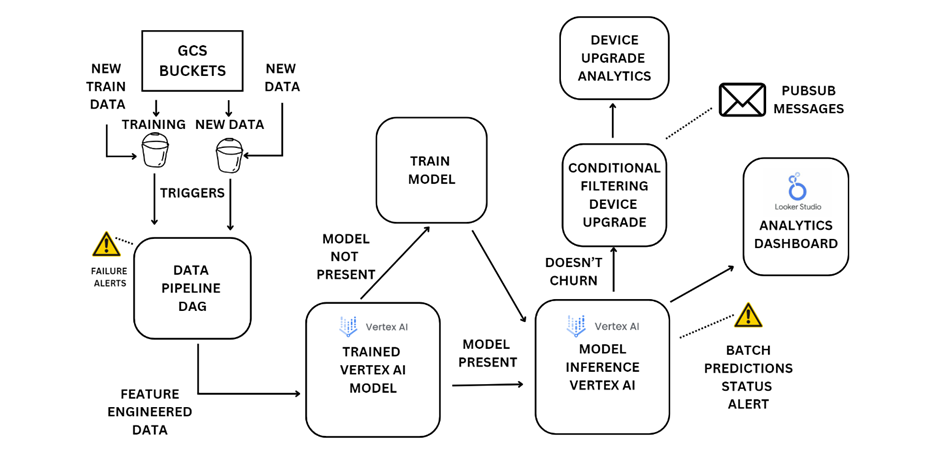 GCS
BUCKETS
NEW
TRAIN
DATA
NEW
DATA
TRAINING
NEW DATA
TRIGGERS
FAILURE
ALERTS
DATA
PIPELINE
DAG
FEATURE
ENGINEERED
DATA
TRAIN
MODEL
MODEL
NOT
PRESENT
Vertex AI
TRAINED
VERTEX AI
MODEL
MODEL
PRESENT
Vertex AI
MODEL
INFERENCE
VERTEX AI
DOESN'T
CHURN
CONDITIONAL
FILTERING
DEVICE
UPGRADE
DEVICE
UPGRADE
ANALYTICS
PUBSUB
MESSAGES
Looker Studio
ANALYTICS
DASHBOARD
BATCH
PREDICTIONS
STATUS
ALERT